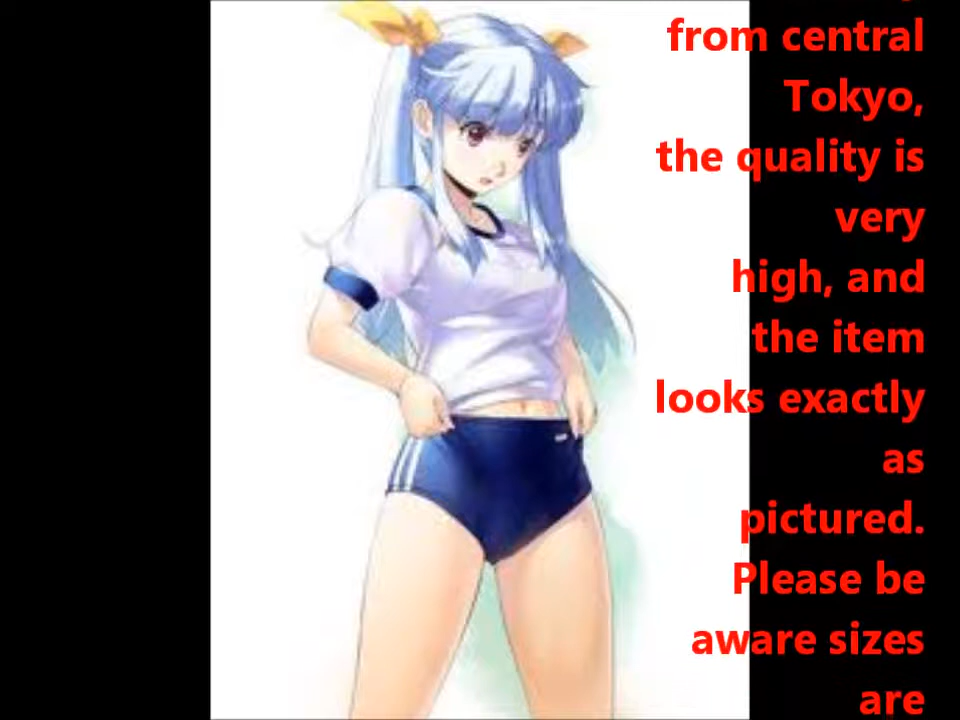 from central
Tokyo,
the quality is
very
high, and
the item
looks exactly
as
pictured.
Please be
aware sizes
are